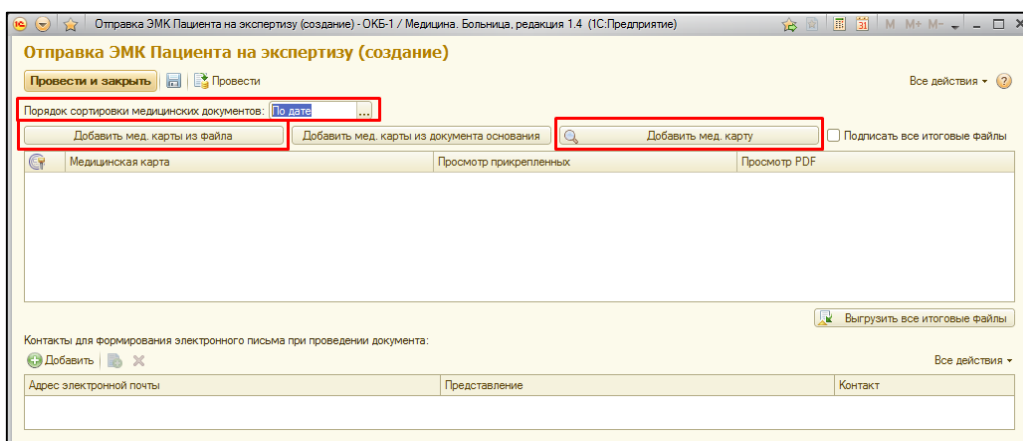 Отправка ЭМК Пациента на экспертизу (создание) - ОКБ-1 / Медицина. Больница, редакция 1.4 (1С:Предприятие) 31 M M+ M-
Отправка ЭМК Пациента на экспертизу (создание)
Провести и закрыть Провести Все действия ?
Порядок сортировки медицинских документов: По дате ...
Добавить мед. карты из файла Добавить мед. карты из документа основания Добавить мед. карту Подписать все итоговые файлы
Медицинская карта Просмотр прикрепленных Просмотр PDF
Выгрузить все итоговые файлы
Контакты для формирования электронного письма при проведении документа:
Добавить Все действия
Адрес электронной почты Представление Контакт